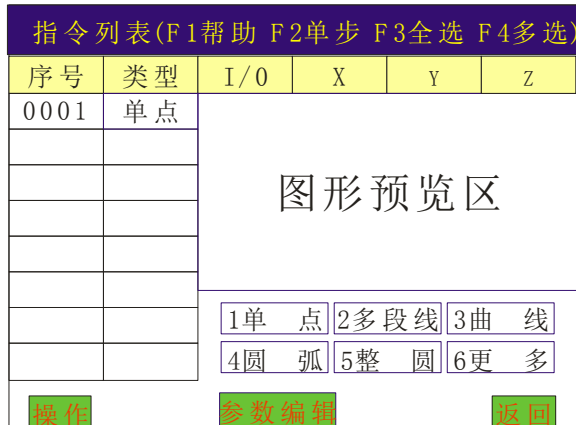 指令列表(F1帮助 F2单步 F3全选 F4多选)
序号 类型 I/0 X Y Z
0001 单点
图形预览区
1单 点 2多段线 3曲 线
4圆 弧 5整 圆 6更 多
操作 参数编辑 返回